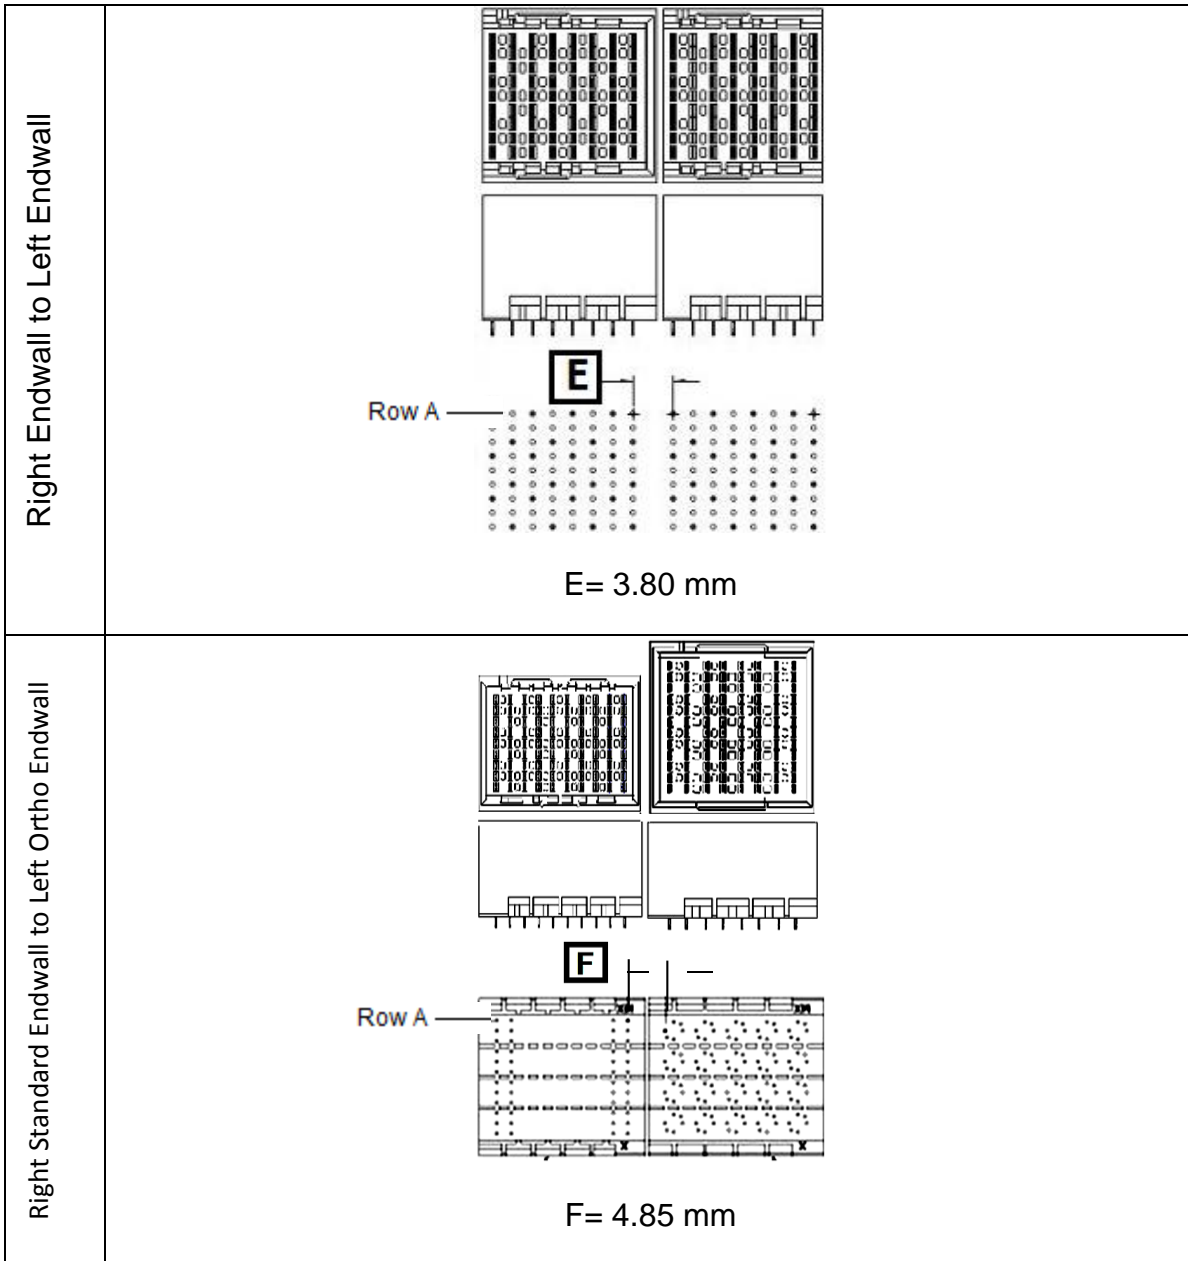 Right Endwall to Left Endwall
E
Row A
E= 3.80 mm
Right Standard Endwall to Left Ortho Endwall
F
Row A
F= 4.85 mm